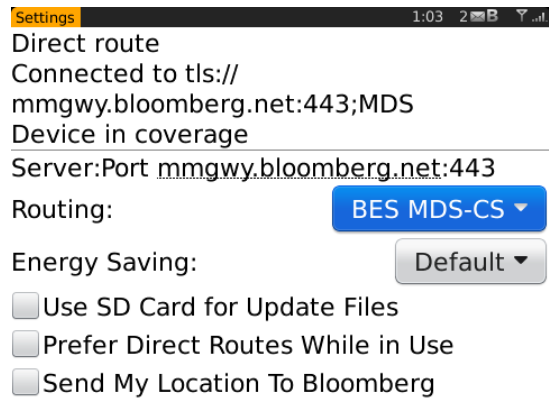 Settings 1:03 2 B
Direct route
Connected to tls://
mmgwy.bloomberg.net:443;MDS
Device in coverage
Server:Port mmgwy.bloomberg.net:443
Routing: BES MDS-CS
Energy Saving: Default
Use SD Card for Update Files
Prefer Direct Routes While in Use
Send My Location To Bloomberg